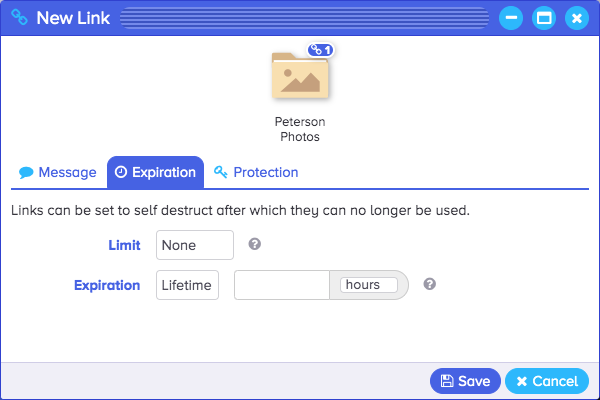 New Link
1
Peterson
Photos
Message Expiration Protection
Links can be set to self destruct after which they can no longer be used.
Limit None ?
Expiration Lifetime hours ?
Save Cancel